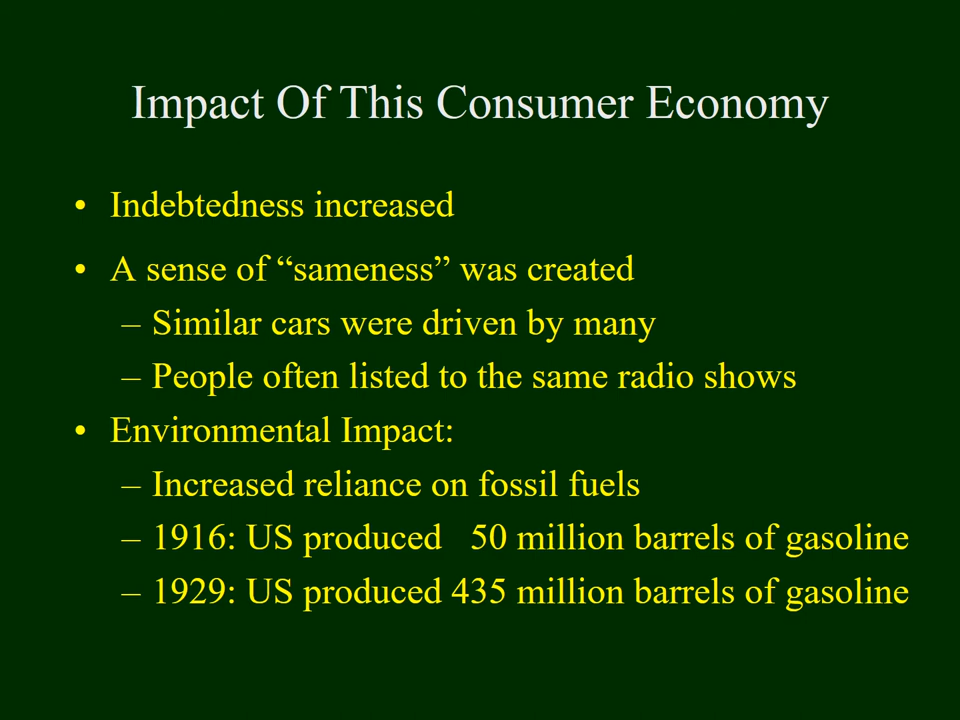 Impact Of This Consumer Economy
• Indebtedness increased
• A sense of “sameness” was created
– Similar cars were driven by many
– People often listed to the same radio shows
• Environmental Impact:
– Increased reliance on fossil fuels
– 1916: US produced   50 million barrels of gasoline
– 1929: US produced 435 million barrels of gasoline